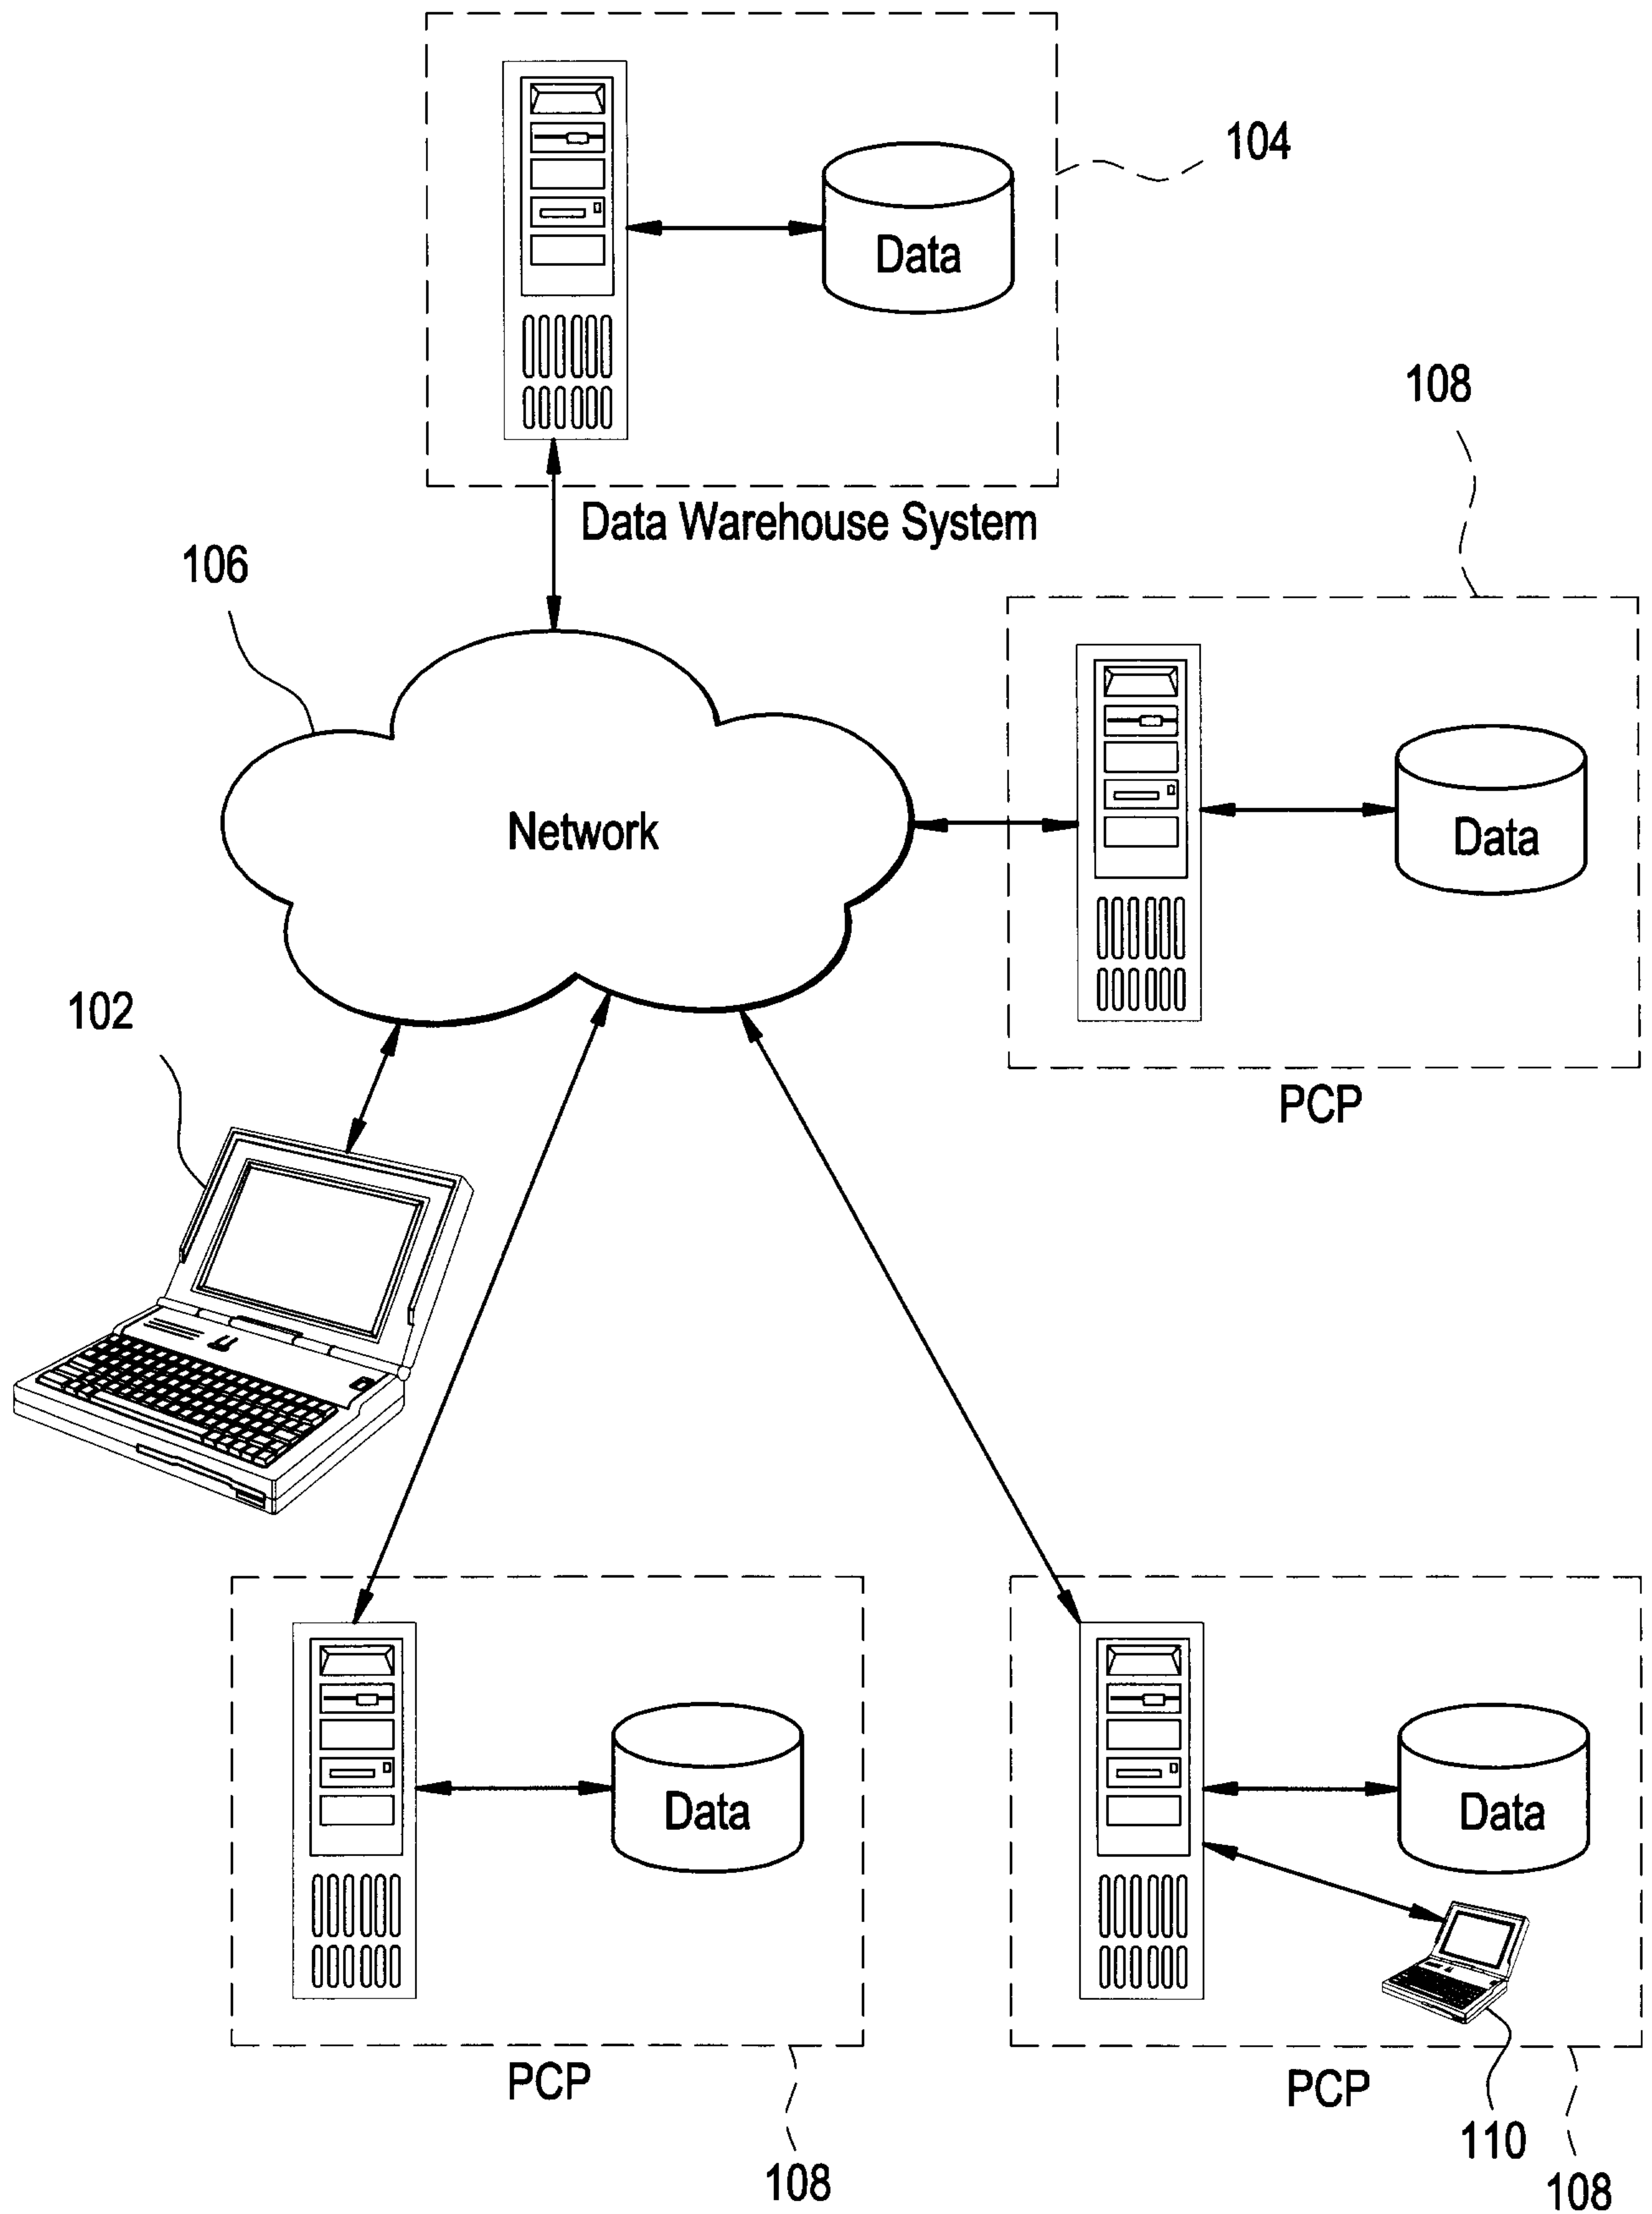 104
Data
108
Data Warehouse System
106
Network
Data
102
PCP
Data
Data
PCP
PCP
110
108
108